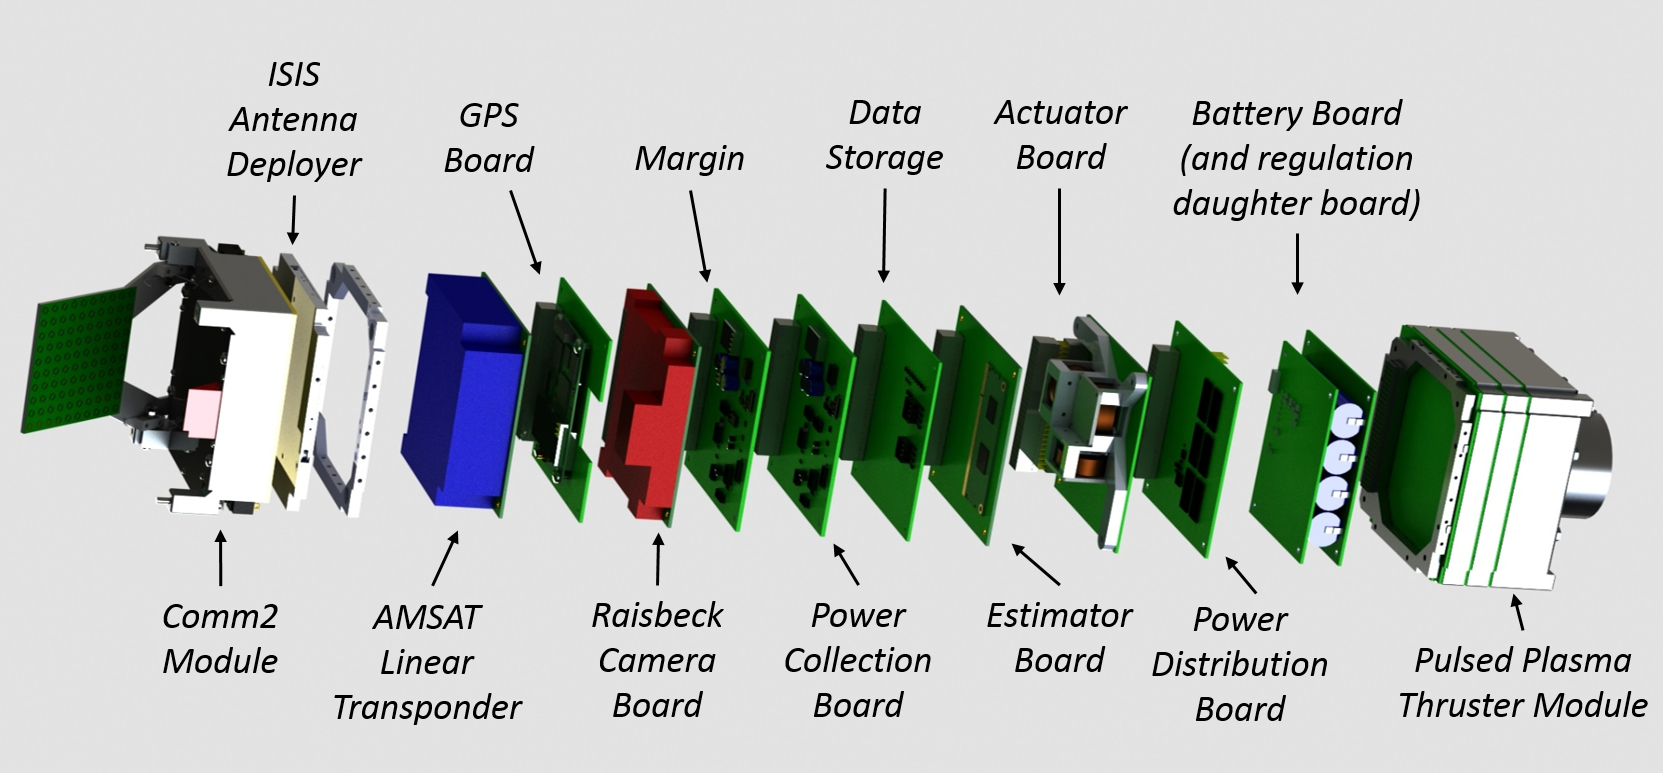 ISIS
Antenna
Deployer
GPS
Board
Margin
Data
Storage
Actuator
Board
Battery Board
(and regulation
daughter board)
Comm2
Module
AMSAT
Linear
Transponder
Raisbeck
Camera
Board
Power
Collection
Board
Estimator
Board
Power
Distribution
Board
Pulsed Plasma
Thruster Module